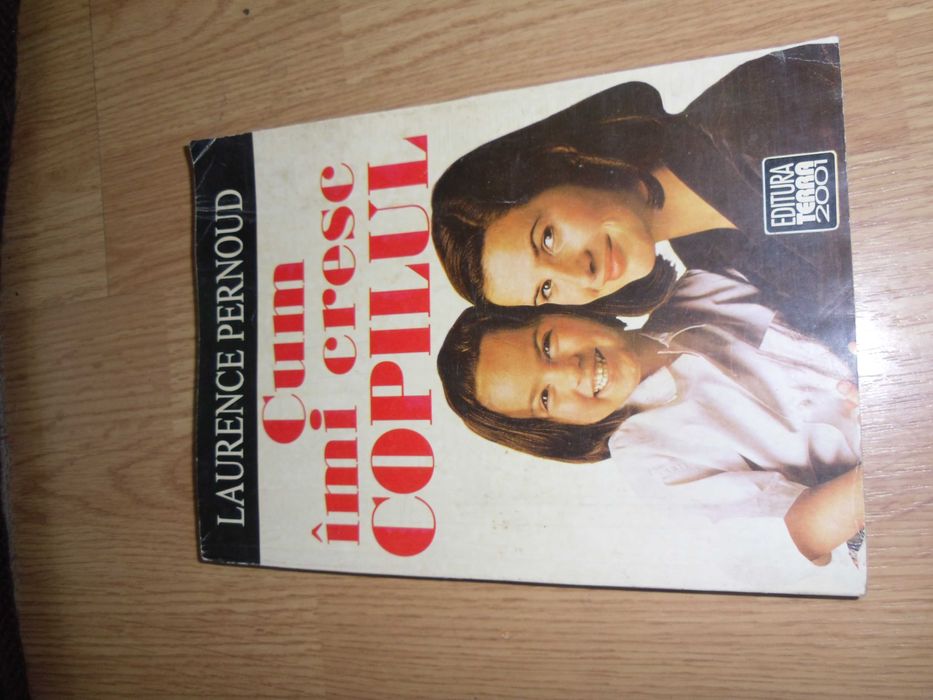 LAURENCE PERNOUD
Cum
îmi cresc
COPILUL
EDITURA
TERRA
2001